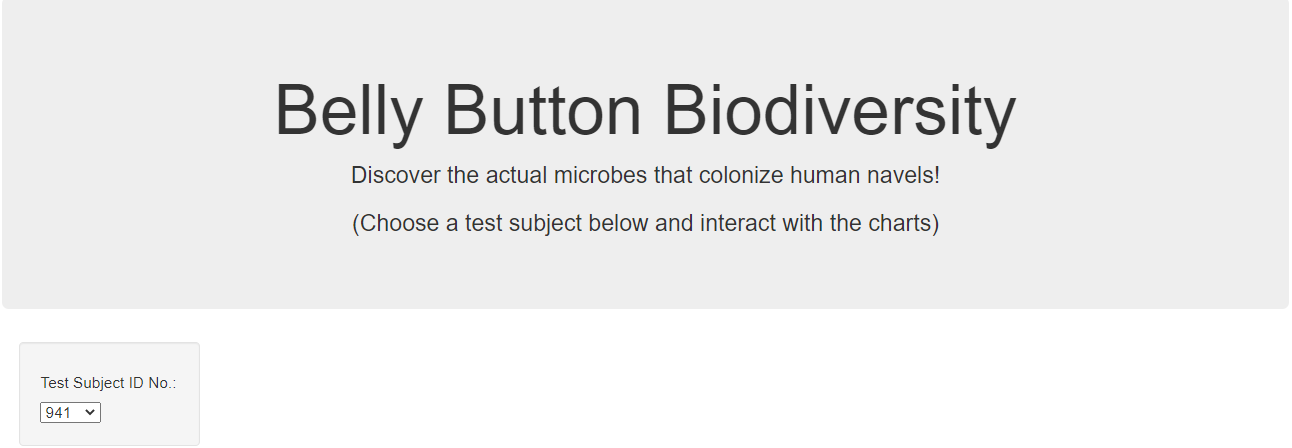 Belly Button Biodiversity
Discover the actual microbes that colonize human navels!
(Choose a test subject below and interact with the charts)
Test Subject ID No.:
941